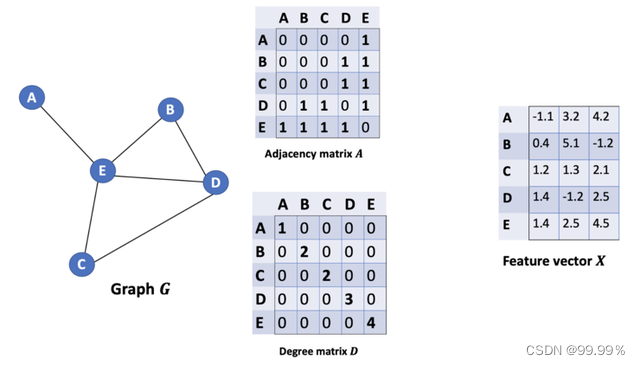 A
B
E
D
C
Graph G
A B C D E
A 0 0 0 0 1
B 0 0 0 1 1
C 0 0 0 1 1
D 0 1 1 0 1
E 1 1 1 1 0
Adjacency matrix A
A B C D E
A 1 0 0 0 0
B 0 2 0 0 0
C 0 0 2 0 0
D 0 0 0 3 0
E 0 0 0 0 4
Degree matrix D
A -1.1 3.2 4.2
B 0.4 5.1 -1.2
C 1.2 1.3 2.1
D 1.4 -1.2 2.5
E 1.4 2.5 4.5
Feature vector X
CSDN @99.99%